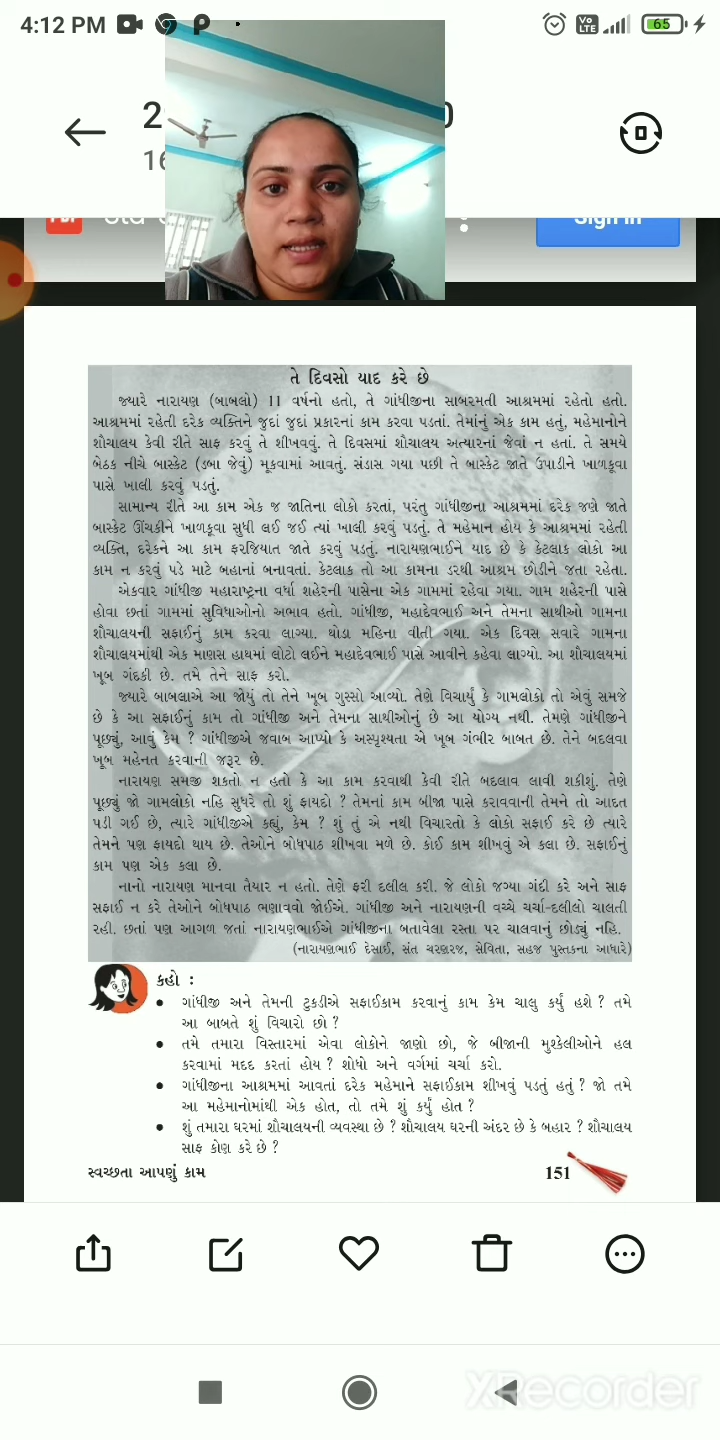 4:12 PM
Vo LTE
65
2
0
16
Sign in
તે દિવસો યાદ કરે છે
જ્યારે નારાયણ (બાબલો) 11 વર્ષનો હતો, તે ગાંધીજીના સાબરમતી આશ્રમમાં રહેતો હતો.
આશ્રમમાં રહેતી દરેક વ્યક્તિને જુદાં જુદાં પ્રકારનાં કામ કરવા પડતાં. તેમાંનું એક કામ હતું, મહેમાનોને
શૌચાલય કેવી રીતે સાફ કરવું તે શીખવવું. તે દિવસમાં શૌચાલય અત્યારનાં જેવાં ન હતાં. તે સમયે
બેઠક નીચે બાસ્કેટ (ડબા જેવું) મૂકવામાં આવતું. સંડાસ ગયા પછી તે બાસ્કેટ જાતે ઉપાડીને ખાળકૂવા
પાસે ખાલી કરવું પડતું.
સામાન્ય રીતે આ કામ એક જ જાતિના લોકો કરતાં, પરંતુ ગાંધીજીના આશ્રમમાં દરેક જણે જાતે
બાસ્કેટ ઊંચકીને ખાળકૂવા સુધી લઈ જઈ ત્યાં ખાલી કરવું પડતું. તે મહેમાન હોય કે આશ્રમમાં રહેતી
વ્યક્તિ, દરેકને આ કામ ફરજિયાત જાતે કરવું પડતું. નારાયણભાઈને યાદ છે કે કેટલાક લોકો આ
કામ ન કરવું પડે માટે બહાનાં બનાવતાં. કેટલાક તો આ કામના ડરથી આશ્રમ છોડીને જતા રહેતા.
એકવાર ગાંધીજી મહારાષ્ટ્રના વર્ધા શહેરની પાસેના એક ગામમાં રહેવા ગયા. ગામ શહેરની પાસે
હોવા છતાં ગામમાં સુવિધાઓનો અભાવ હતો. ગાંધીજી, મહાદેવભાઈ અને તેમના સાથીઓ ગામના
શૌચાલયની સફાઈનું કામ કરવા લાગ્યા. થોડા મહિના વીતી ગયા. એક દિવસ સવારે ગામના
શૌચાલયમાંથી એક માણસ હાથમાં લોટો લઈને મહાદેવભાઈ પાસે આવીને કહેવા લાગ્યો. આ શૌચાલયમાં
ખૂબ ગંદકી છે. તમે તેને સાફ કરો.
જ્યારે બાબલાએ આ જોયું તો તેને ખૂબ ગુસ્સો આવ્યો. તેણે વિચાર્યું કે ગામલોકો તો એવું સમજે
છે કે આ સફાઈનું કામ તો ગાંધીજી અને તેમના સાથીઓનું છે આ યોગ્ય નથી. તેમણે ગાંધીજીને
પૂછ્યું, આવું કેમ ? ગાંધીજીએ જવાબ આપ્યો કે અસ્પૃશ્યતા એ ખૂબ ગંભીર બાબત છે. તેને બદલવા
ખૂબ મહેનત કરવાની જરૂર છે.
નારાયણ સમજી શકતો ન હતો કે આ કામ કરવાથી કેવી રીતે બદલાવ લાવી શકીશું. તેણે
પૂછ્યું જો ગામલોકો નહિ સુધરે તો શું ફાયદો ? તેમનાં કામ બીજા પાસે કરાવવાની તેમને તો આદત
પડી ગઈ છે, ત્યારે ગાંધીજીએ કહ્યું, કેમ ? શું તું એ નથી વિચારતો કે લોકો સફાઈ કરે છે ત્યારે
તેમને પણ ફાયદો થાય છે. તેઓને બોધપાઠ શીખવા મળે છે. કોઈ કામ શીખવું એ કલા છે. સફાઈનું
કામ પણ એક કલા છે.
નાનો નારાયણ માનવા તૈયાર ન હતો. તેણે ફરી દલીલ કરી. જે લોકો જગ્યા ગંદી કરે અને સાફ
સફાઈ ન કરે તેઓને બોધપાઠ ભણાવવો જોઈએ. ગાંધીજી અને નારાયણની વચ્ચે ચર્ચા-દલીલો ચાલતી
રહી. છતાં પણ આગળ જતાં નારાયણભાઈએ ગાંધીજીના બતાવેલા રસ્તા પર ચાલવાનું છોડ્યું નહિ.
(નારાયણભાઈ દેસાઈ, સંત ચરણરજ, સેવિતા, સહજ પુસ્તકના આધારે)
કહો :
• ગાંધીજી અને તેમની ટુકડીએ સફાઈકામ કરવાનું કામ કેમ ચાલુ કર્યું હશે ? તમે
આ બાબતે શું વિચારો છો ?
• તમે તમારા વિસ્તારમાં એવા લોકોને જાણો છો, જે બીજાની મુશ્કેલીઓને હલ
કરવામાં મદદ કરતાં હોય ? શોધો અને વર્ગમાં ચર્ચા કરો.
• ગાંધીજીના આશ્રમમાં આવતાં દરેક મહેમાને સફાઈકામ શીખવું પડતું હતું ? જો તમે
આ મહેમાનોમાંથી એક હોત, તો તમે શું કર્યું હોત ?
• શું તમારા ઘરમાં શૌચાલયની વ્યવસ્થા છે ? શૌચાલય ઘરની અંદર છે કે બહાર ? શૌચાલય
સાફ કોણ કરે છે ?
સ્વચ્છતા આપણું કામ
151
XRecorder